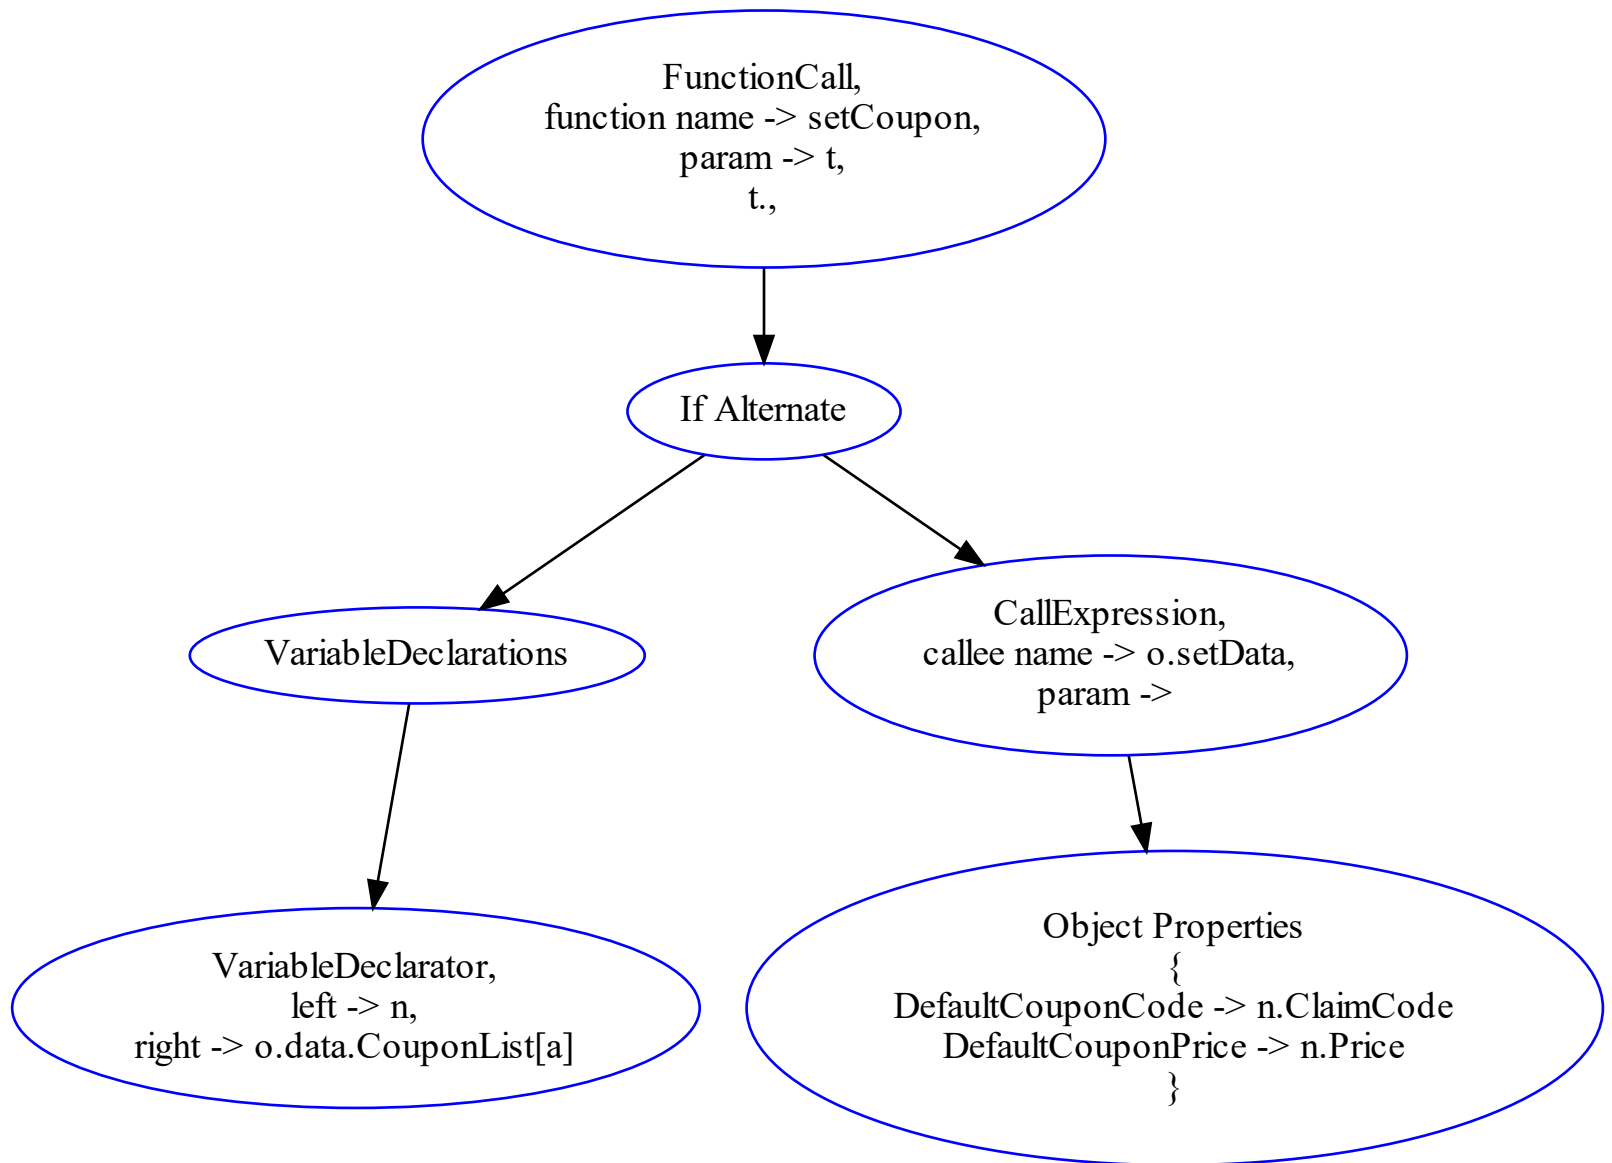 FunctionCall,
function name -> setCoupon,
param -> t,
t.,
If Alternate
VariableDeclarations
CallExpression,
callee name -> o.setData,
param ->
VariableDeclarator,
left -> n,
right -> o.data.CouponList[a]
Object Properties
{
DefaultCouponCode -> n.ClaimCode
DefaultCouponPrice -> n.Price
}